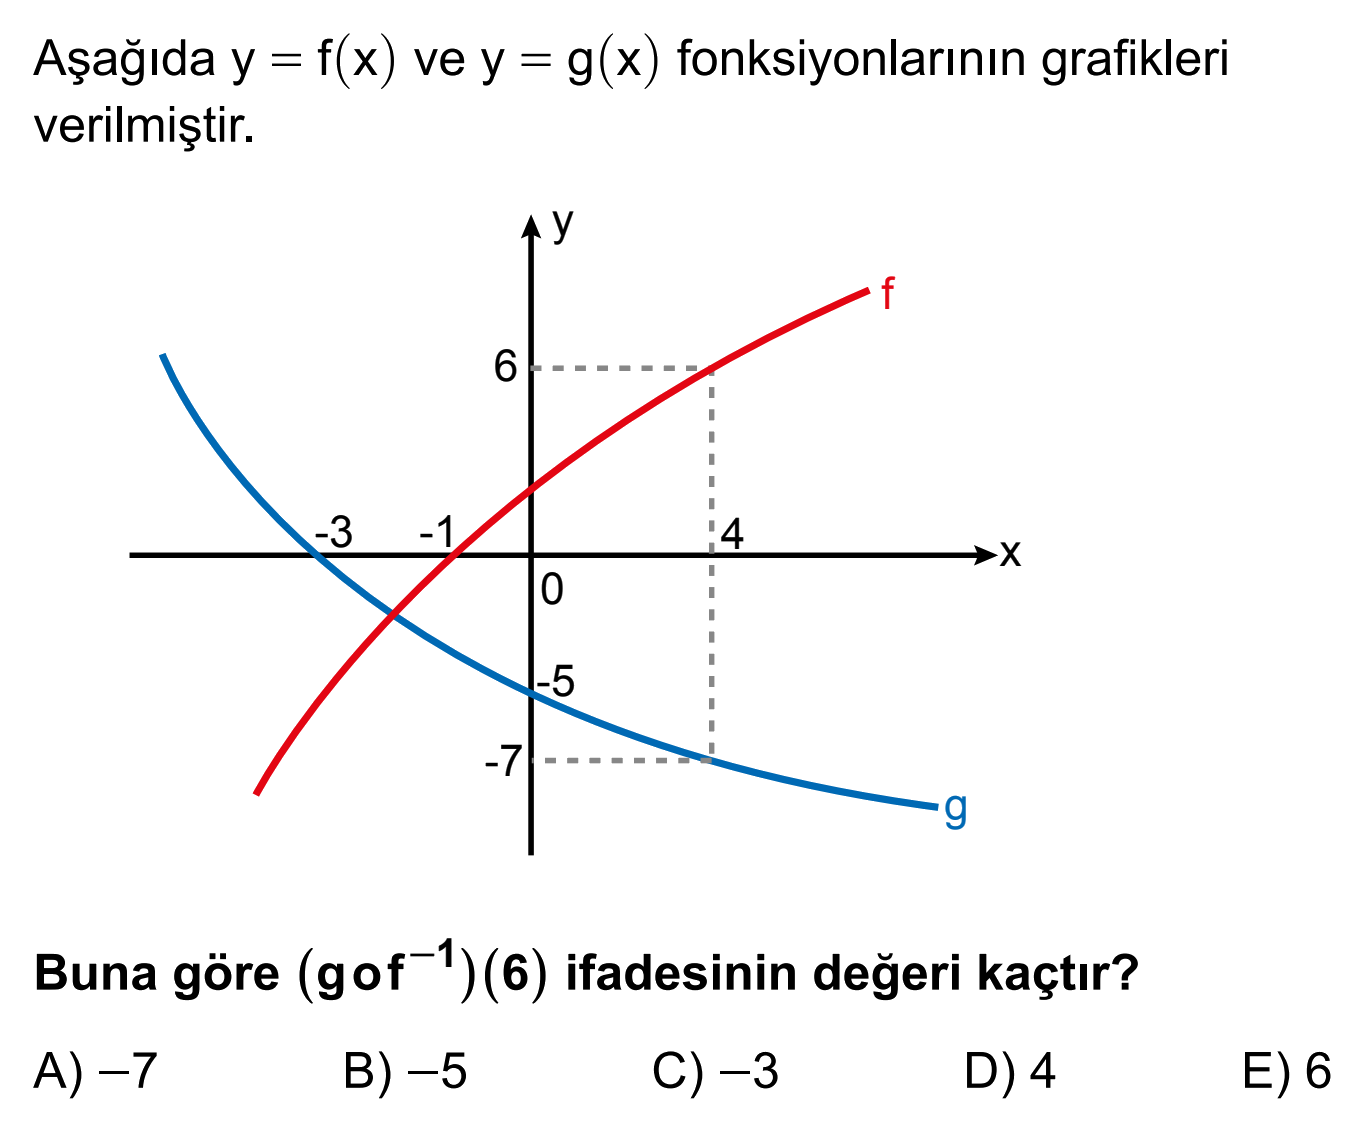 Aşağıda y = f(x) ve y = g(x) fonksiyonlarının grafikleri
verilmiştir.
y
f
6
-3
-1
4
x
0
-5
-7
g
Buna göre (gof⁻¹)(6) ifadesinin değeri kaçtır?
A) –7 B) –5 C) –3 D) 4 E) 6